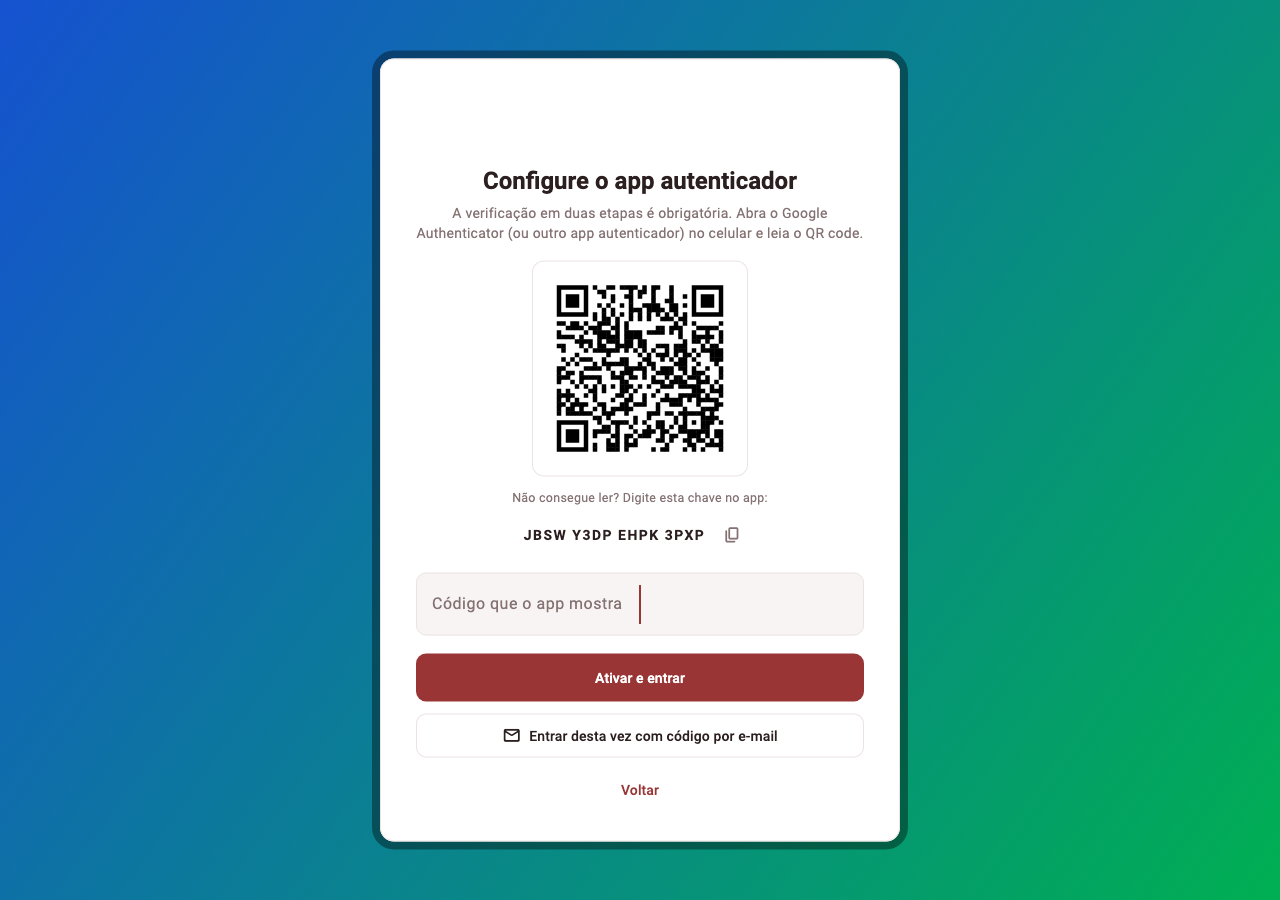 Configure o app autenticador
A verificação em duas etapas é obrigatória. Abra o Google
Authenticator (ou outro app autenticador) no celular e leia o QR code.
Não consegue ler? Digite esta chave no app:
JBSW Y3DP EHPK 3PXP
Código que o app mostra
Ativar e entrar
Entrar desta vez com código por e-mail
Voltar